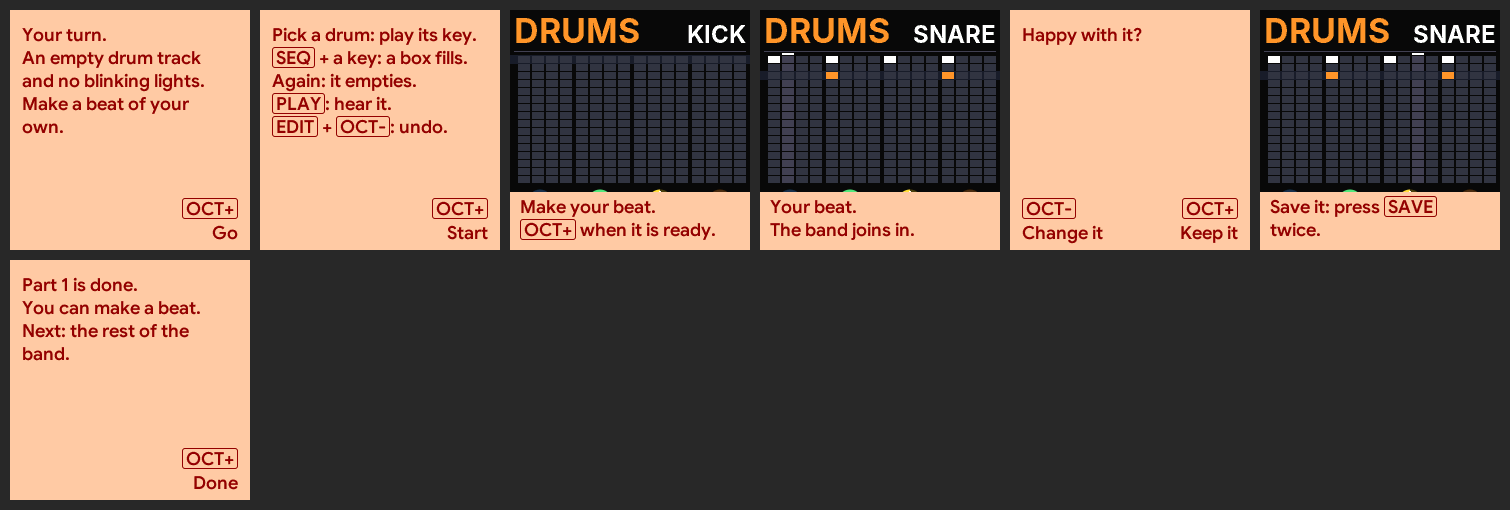 Your turn.
An empty drum track
and no blinking lights.
Make a beat of your
own.
OCT+
Go
Pick a drum: play its key.
SEQ + a key: a box fills.
Again: it empties.
PLAY: hear it.
EDIT + OCT-: undo.
OCT+
Start
DRUMS KICK
Make your beat.
OCT+ when it is ready.
DRUMS SNARE
Your beat.
The band joins in.
Happy with it?
OCT- OCT+
Change it Keep it
DRUMS SNARE
Save it: press SAVE
twice.
Part 1 is done.
You can make a beat.
Next: the rest of the
band.
OCT+
Done